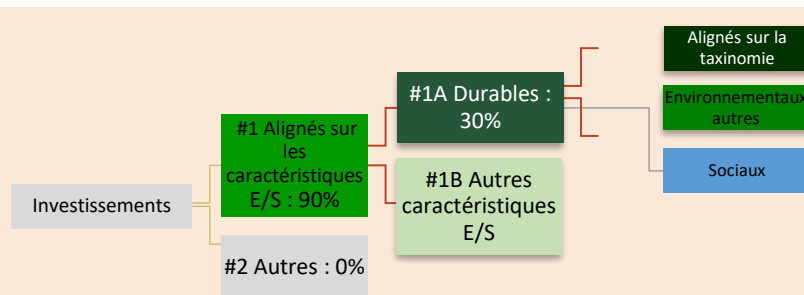 Alignés sur la
taxinomie
#1A Durables :
30%
Environnementaux
autres
#1 Alignés sur
les
caractéristiques
E/S : 90%
Sociaux
#1B Autres
caractéristiques
E/S
Investissements
#2 Autres : 0%